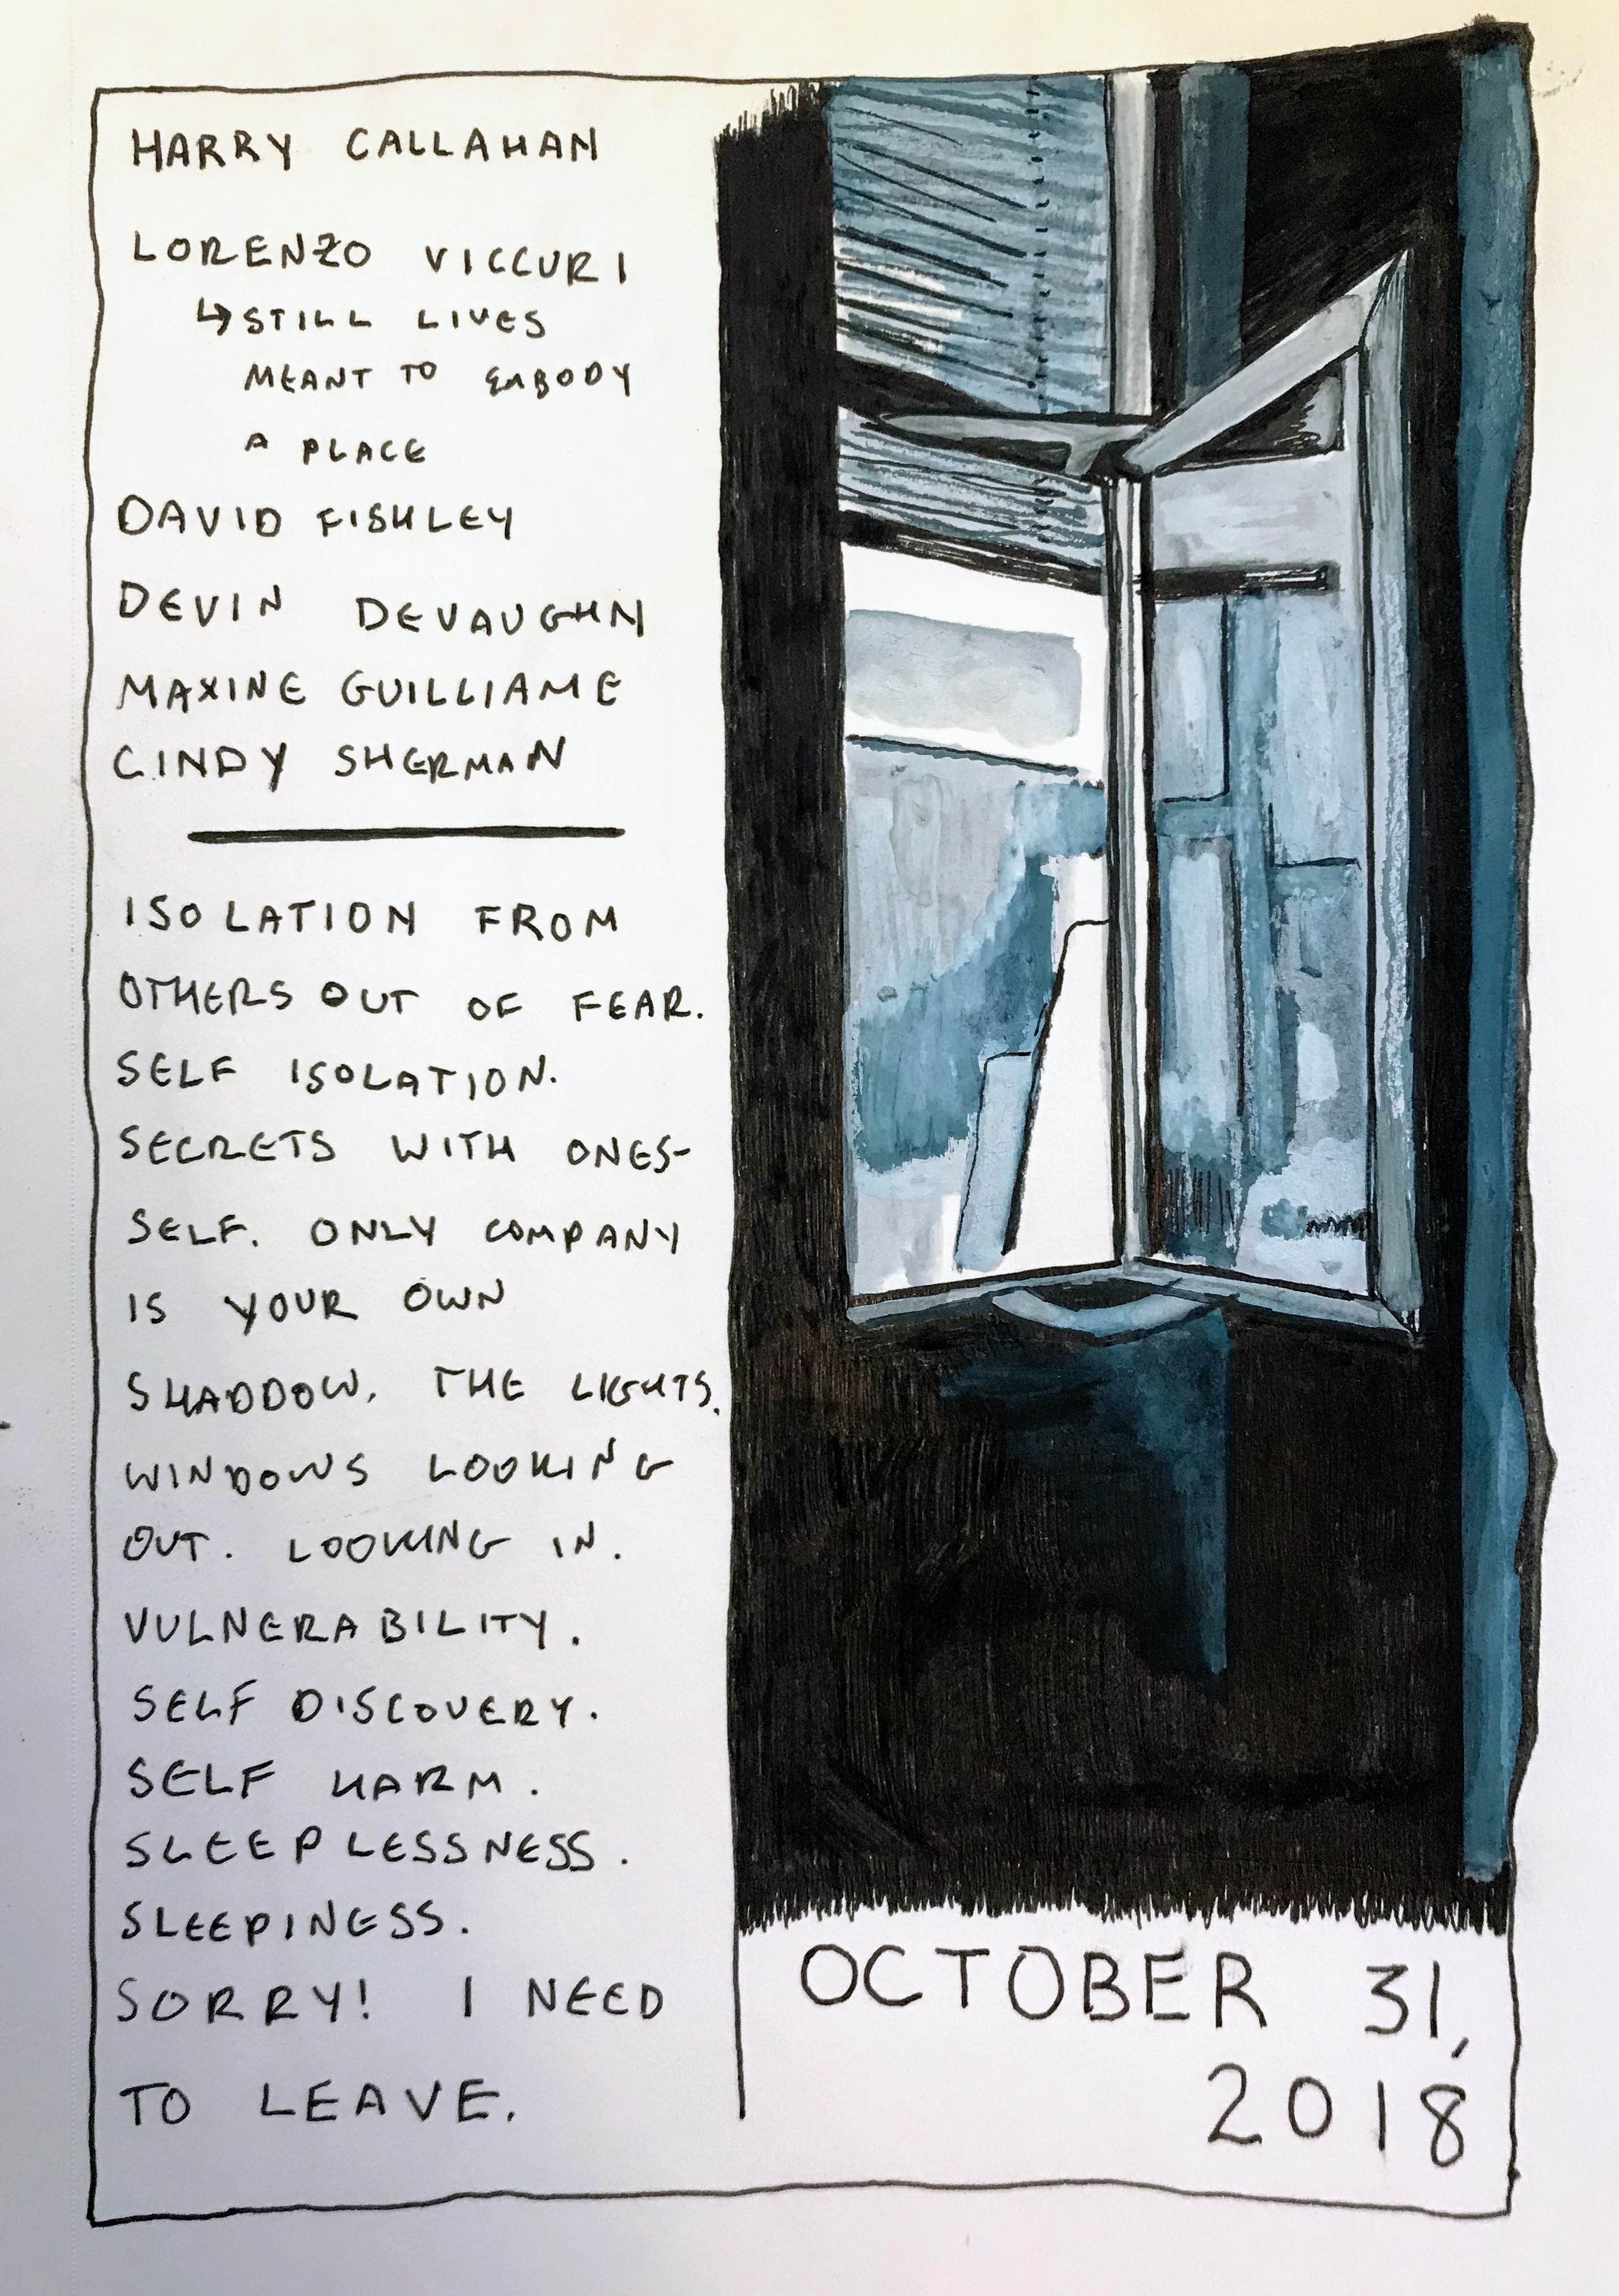 HARRY CALLAHAN
LORENZO VICCURI
↳ STILL LIVES
MEANT TO EMBODY
A PLACE
DAVID FISHLEY
DEVIN DEVAUGHN
MAXINE GUILLIAME
CINDY SHERMAN
ISOLATION FROM
OTHERS OUT OF FEAR.
SELF ISOLATION.
SECRETS WITH ONES-
SELF. ONLY COMPANY
IS YOUR OWN
SHADDOW. THE LIGHTS.
WINDOWS LOOKING
OUT. LOOKING IN.
VULNERABILITY.
SELF DISCOVERY.
SELF HARM.
SLEEPLESSNESS.
SLEEPINESS.
SORRY! I NEED
TO LEAVE.
OCTOBER 31,
2018